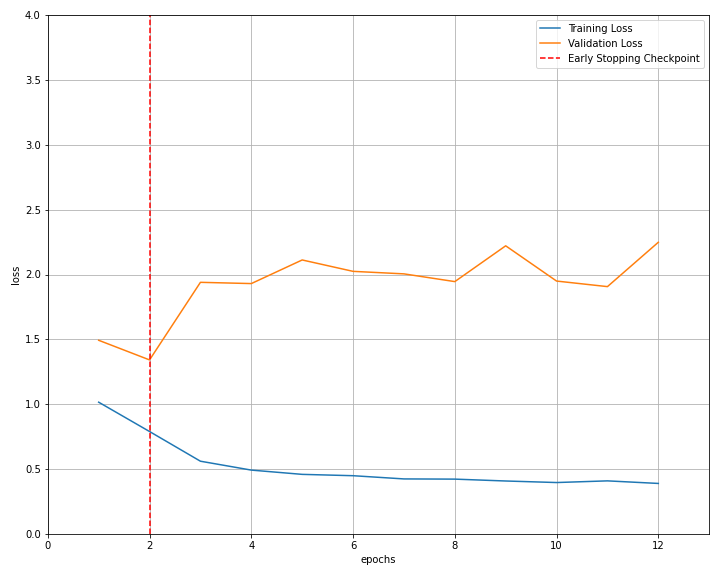 Training Loss
Validation Loss
Early Stopping Checkpoint
4.0
3.5
3.0
2.5
2.0
1.5
1.0
0.5
0.0
loss
0 2 4 6 8 10 12
epochs